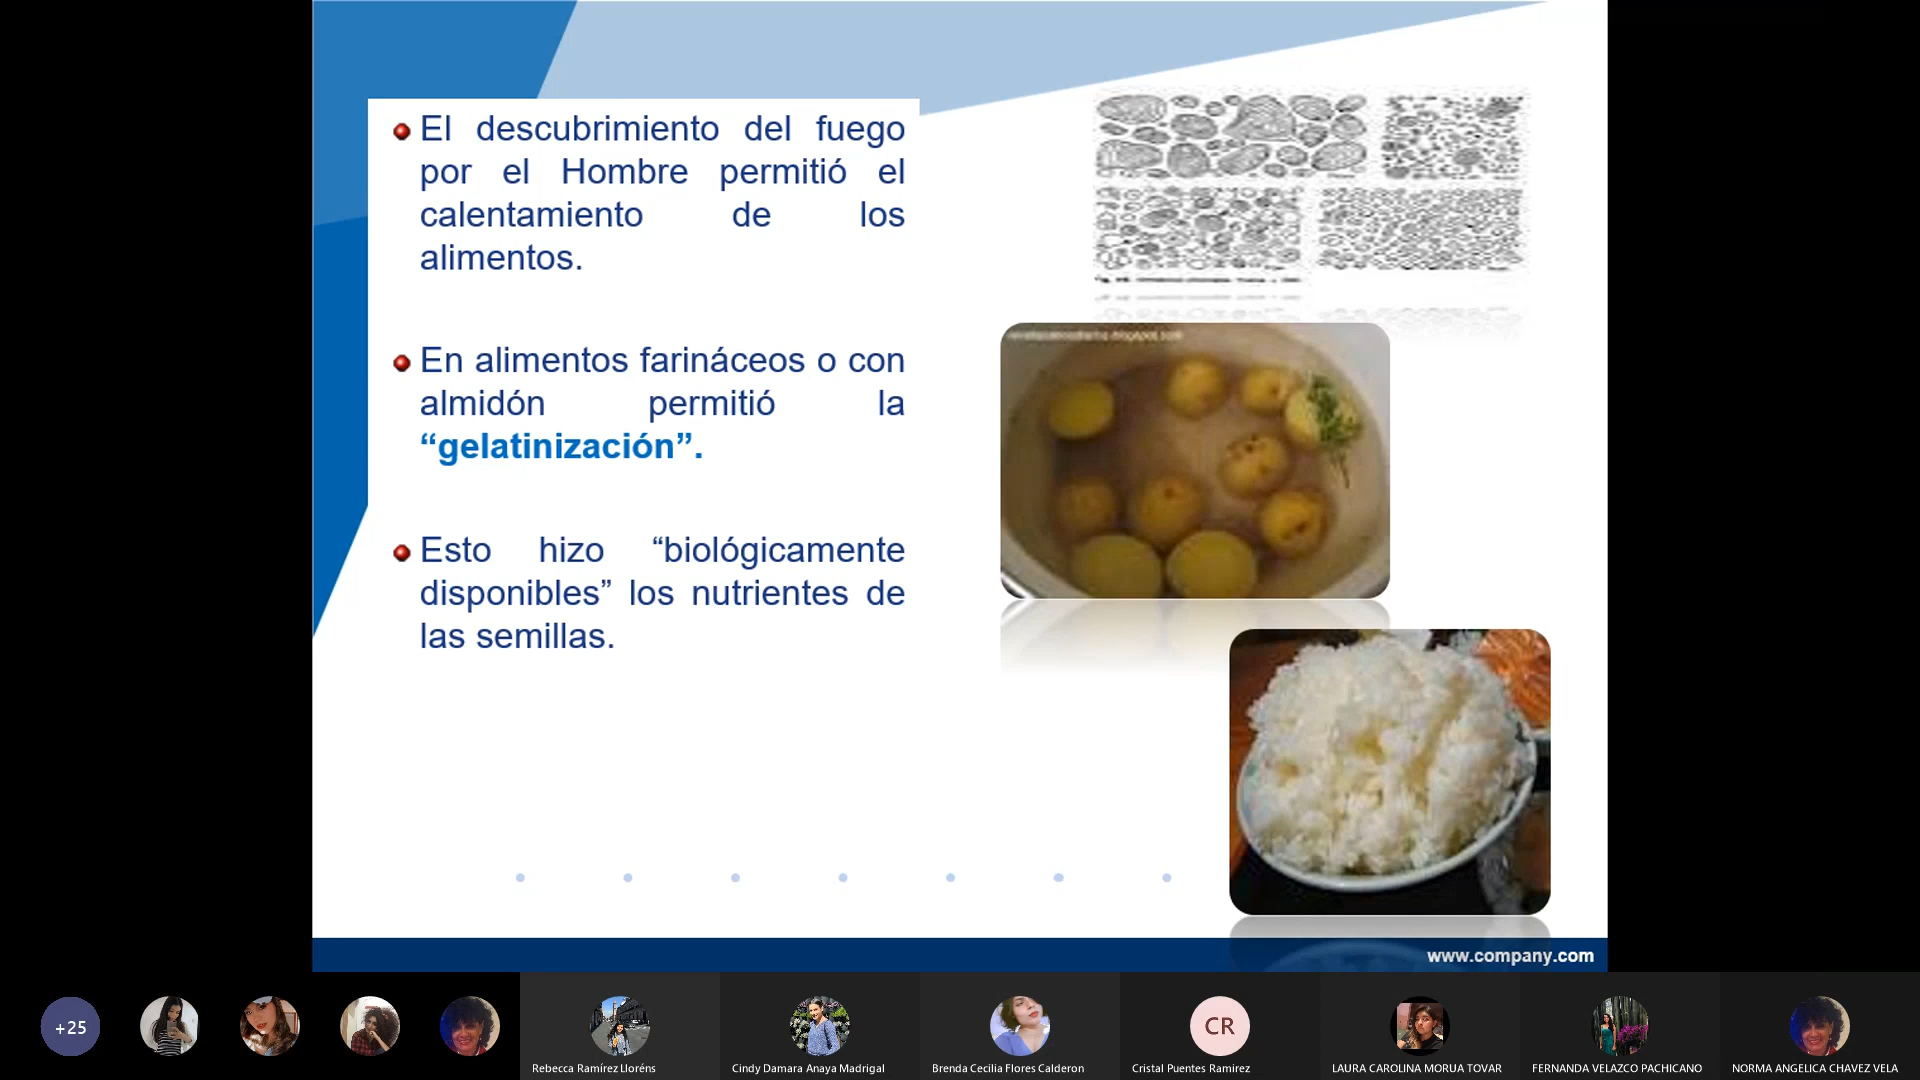 El descubrimiento del fuego
por el Hombre permitió el
calentamiento de los
alimentos.
En alimentos farináceos o con
almidón permitió la
“gelatinización”.
Esto hizo “biológicamente
disponibles” los nutrientes de
las semillas.
www.company.com
+25
CR
Rebecca Ramírez Lloréns
Cindy Damara Anaya Madrigal
Brenda Cecilia Flores Calderon
Cristal Puentes Ramirez
LAURA CAROLINA MORUA TOVAR
FERNANDA VELAZCO PACHICANO
NORMA ANGELICA CHAVEZ VELA